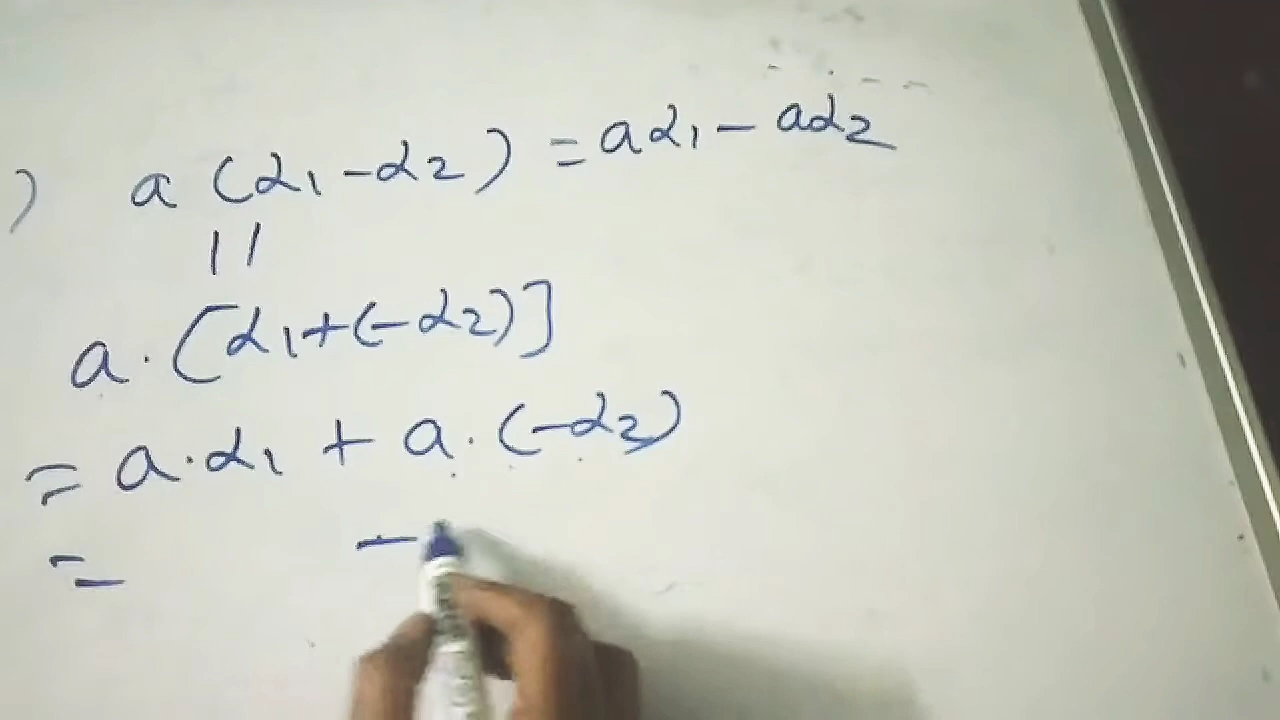 ) a (α1 - α2) = aα1 - aα2
||
a · [α1 + (-α2)]
= a·α1 + a·(-α2)
= -